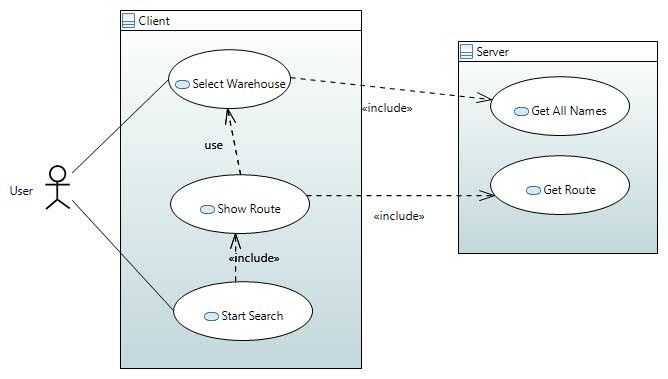 Client
Server
Select Warehouse
«include»
Get All Names
use
User
Show Route
Get Route
«include»
«include»
Start Search